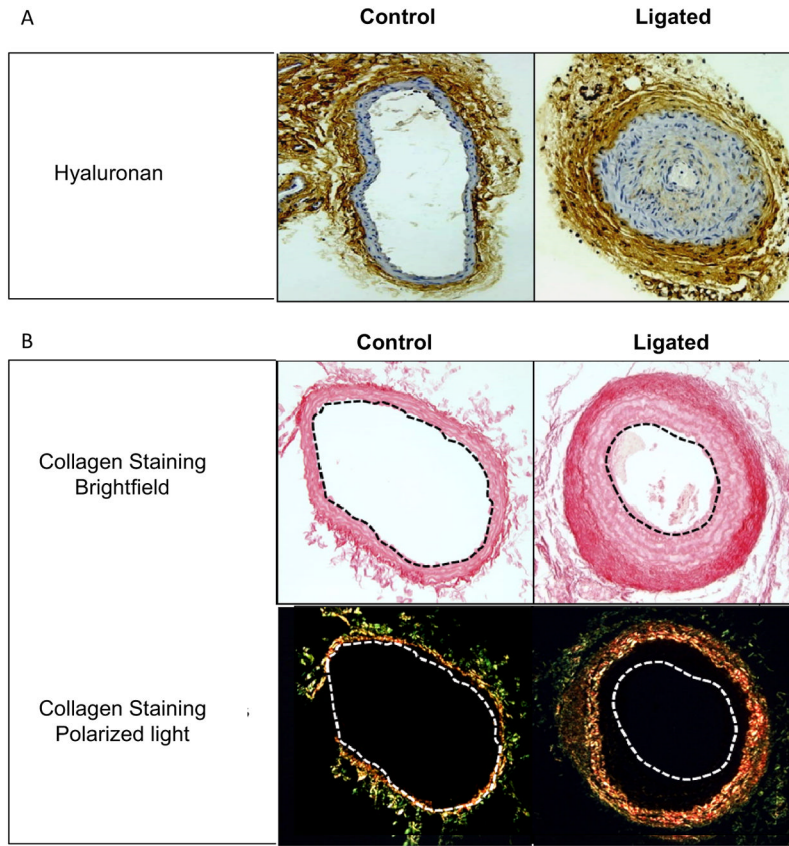 A
Control Ligated
Hyaluronan
B
Control Ligated
Collagen Staining
Brightfield
Collagen Staining ;
Polarized light